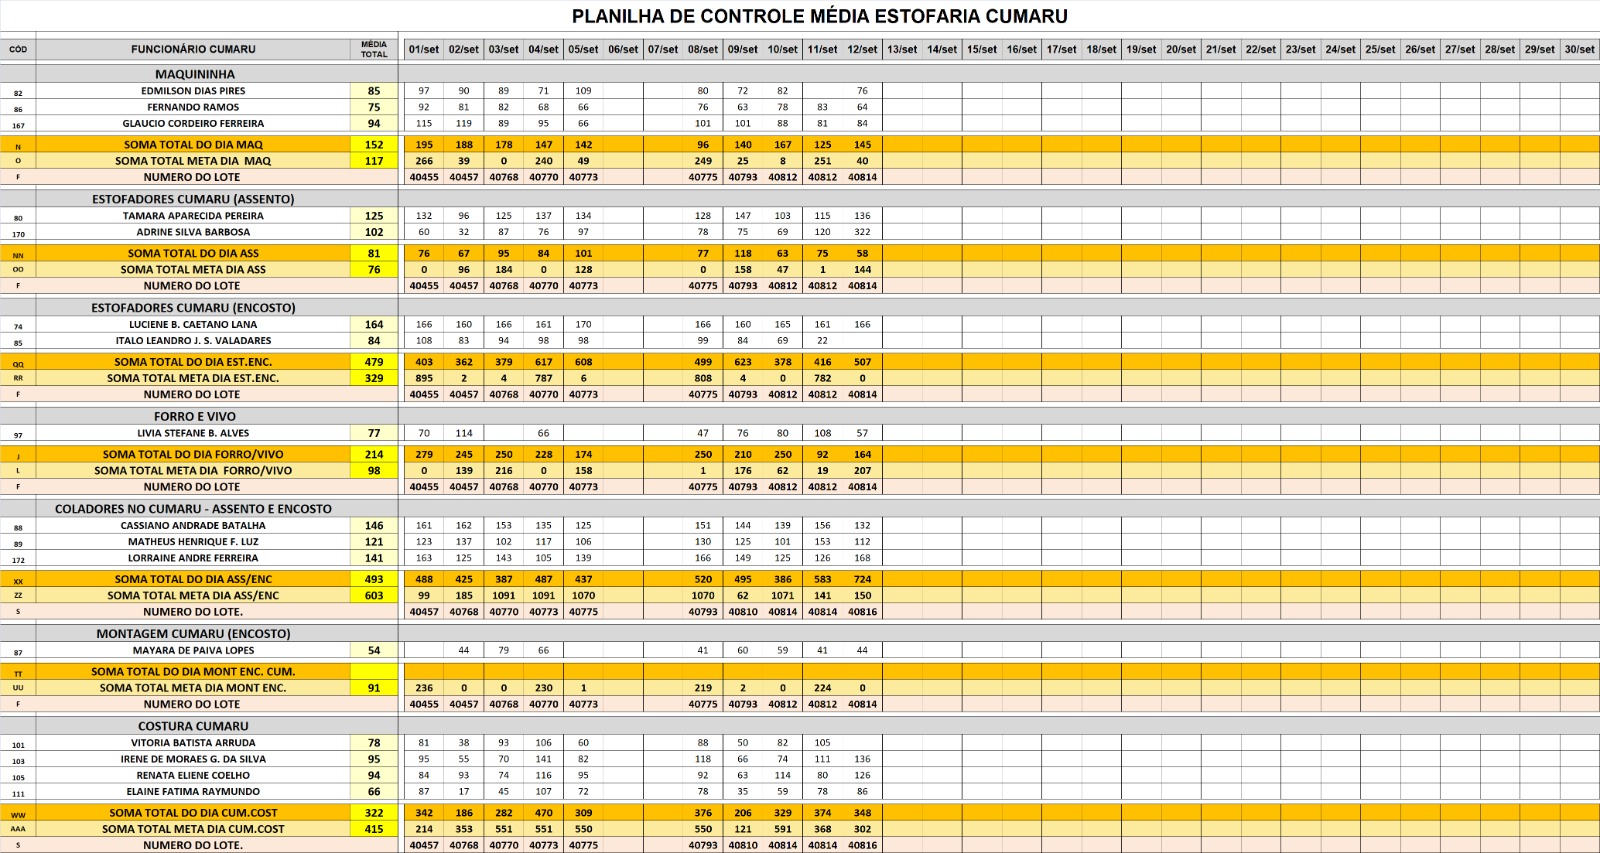 PLANILHA DE CONTROLE MÉDIA ESTOFARIA CUMARU
CÓD FUNCIONÁRIO CUMARU MÉDIA TOTAL 01/set 02/set 03/set 04/set 05/set 06/set 07/set 08/set 09/set 10/set 11/set 12/set 13/set 14/set 15/set 16/set 17/set 18/set 19/set 20/set 21/set 22/set 23/set 24/set 25/set 26/set 27/set 28/set 29/set 30/set
MAQUININHA
82 EDMILSON DIAS PIRES 85 97 90 89 71 109 80 72 82 76
86 FERNANDO RAMOS 75 92 81 82 68 66 76 63 78 83 64
167 GLAUCIO CORDEIRO FERREIRA 94 115 119 89 95 66 101 101 88 81 84
N SOMA TOTAL DO DIA MAQ 152 195 188 178 147 142 96 140 167 125 145
O SOMA TOTAL META DIA MAQ 117 266 39 0 240 49 249 25 8 251 40
F NUMERO DO LOTE 40455 40457 40768 40770 40773 40775 40793 40812 40812 40814
ESTOFADORES CUMARU (ASSENTO)
80 TAMARA APARECIDA PEREIRA 125 132 96 125 137 134 128 147 103 115 136
170 ADRINE SILVA BARBOSA 102 60 32 87 76 97 78 75 69 120 322
NN SOMA TOTAL DO DIA ASS 81 76 67 95 84 101 77 118 63 75 58
OO SOMA TOTAL META DIA ASS 76 0 96 184 0 128 0 158 47 1 144
F NUMERO DO LOTE 40455 40457 40768 40770 40773 40775 40793 40812 40812 40814
ESTOFADORES CUMARU (ENCOSTO)
74 LUCIENE B. CAETANO LANA 164 166 160 166 161 170 166 160 165 161 166
85 ITALO LEANDRO J. S. VALADARES 84 108 83 94 98 98 99 84 69 22
QQ SOMA TOTAL DO DIA EST.ENC. 479 403 362 379 617 608 499 623 378 416 507
RR SOMA TOTAL META DIA EST.ENC. 329 895 2 4 787 6 808 4 0 782 0
F NUMERO DO LOTE 40455 40457 40768 40770 40773 40775 40793 40812 40812 40814
FORRO E VIVO
97 LIVIA STEFANE B. ALVES 77 70 114 66 47 76 80 108 57
J SOMA TOTAL DO DIA FORRO/VIVO 214 279 245 250 228 174 250 210 250 92 164
L SOMA TOTAL META DIA FORRO/VIVO 98 0 139 216 0 158 1 176 62 19 207
F NUMERO DO LOTE 40455 40457 40768 40770 40773 40775 40793 40812 40812 40814
COLADORES NO CUMARU - ASSENTO E ENCOSTO
88 CASSIANO ANDRADE BATALHA 146 161 162 153 135 125 151 144 139 156 132
89 MATHEUS HENRIQUE F. LUZ 121 123 137 102 117 106 130 125 101 153 112
172 LORRAINE ANDRE FERREIRA 141 163 125 143 105 139 166 149 125 126 168
XX SOMA TOTAL DO DIA ASS/ENC 493 488 425 387 487 437 520 495 386 583 724
ZZ SOMA TOTAL META DIA ASS/ENC 603 99 185 1091 1091 1070 1070 62 1071 141 150
S NUMERO DO LOTE. 40457 40768 40770 40773 40775 40793 40810 40814 40814 40816
MONTAGEM CUMARU (ENCOSTO)
87 MAYARA DE PAIVA LOPES 54 44 79 66 41 60 59 41 44
TT SOMA TOTAL DO DIA MONT ENC. CUM.
UU SOMA TOTAL META DIA MONT ENC. 91 236 0 0 230 1 219 2 0 224 0
F NUMERO DO LOTE 40455 40457 40768 40770 40773 40775 40793 40812 40812 40814
COSTURA CUMARU
101 VITORIA BATISTA ARRUDA 78 81 38 93 106 60 88 50 82 105
103 IRENE DE MORAES G. DA SILVA 95 95 55 70 141 82 118 66 74 111 136
105 RENATA ELIENE COELHO 94 84 93 74 116 95 92 63 114 80 126
111 ELAINE FATIMA RAYMUNDO 66 87 17 45 107 72 78 35 59 78 86
WW SOMA TOTAL DO DIA CUM.COST 322 342 186 282 470 309 376 206 329 374 348
AAA SOMA TOTAL META DIA CUM.COST 415 214 353 551 551 550 550 121 591 368 302
S NUMERO DO LOTE. 40457 40768 40770 40773 40775 40793 40810 40814 40814 40816